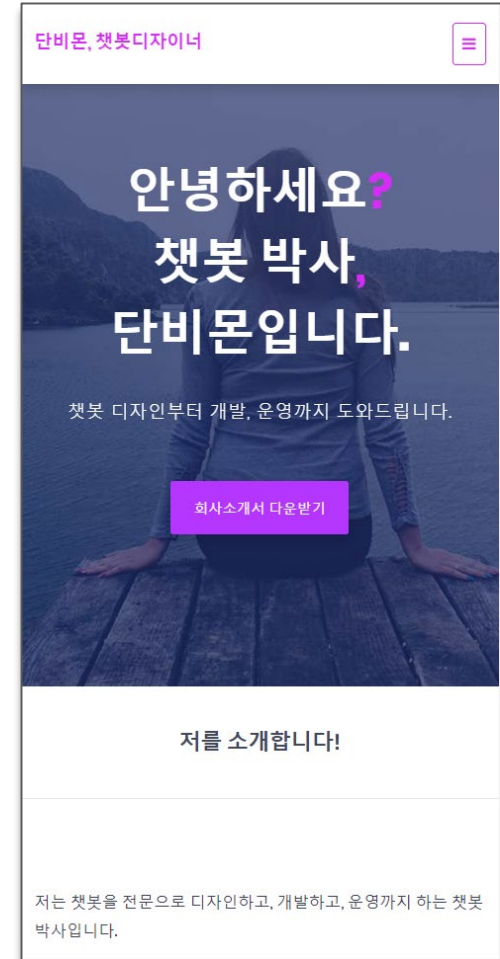 단비몬, 챗봇디자이너
안녕하세요?
챗봇 박사,
단비몽입니다.
챗봇 디자인부터 개발, 운영까지 도와드립니다.
회사소개서 다운받기
저를 소개합니다!
저는 챗봇을 전문으로 디자인하고, 개발하고, 운영까지 하는 챗봇
박사입니다.